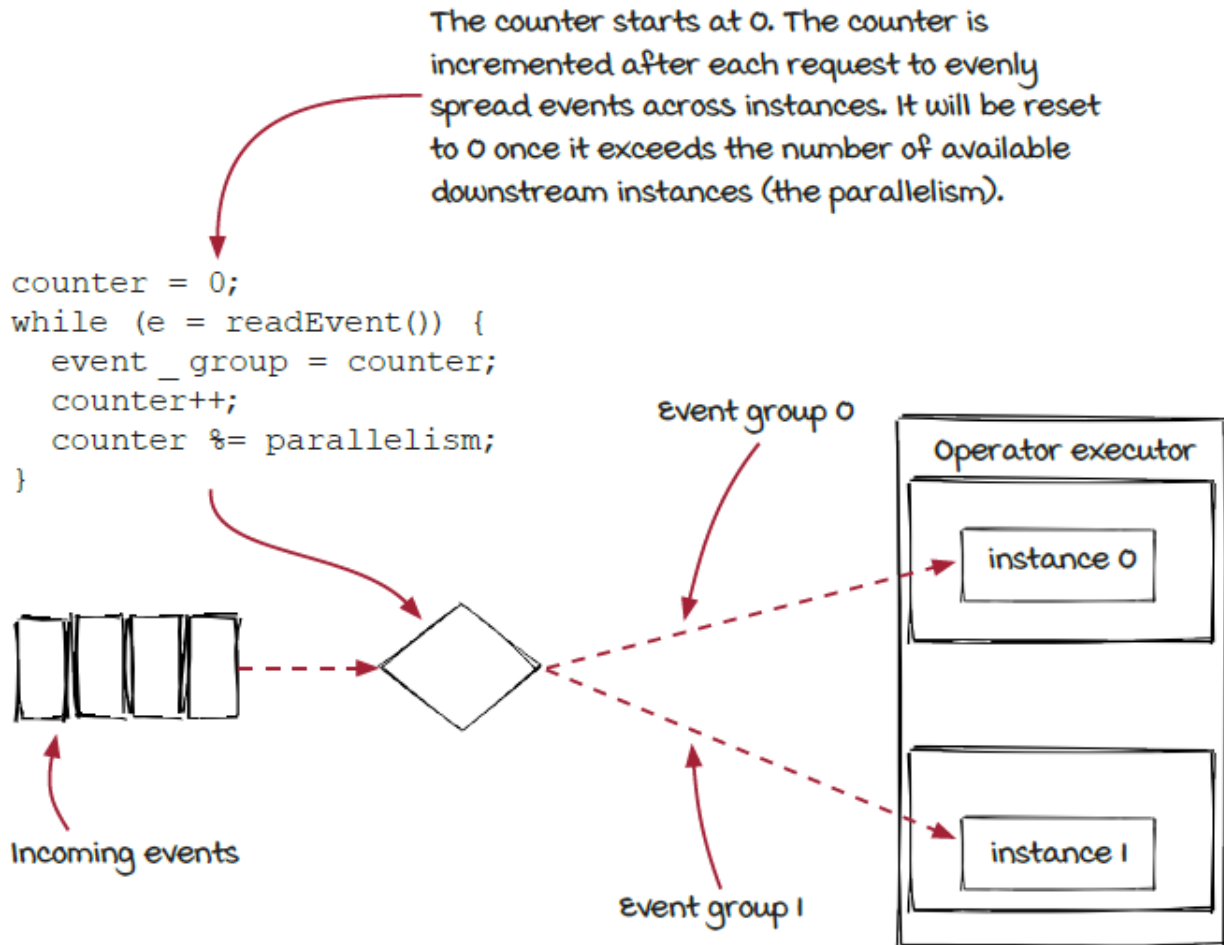 The counter starts at 0. The counter is
incremented after each request to evenly
spread events across instances. It will be reset
to 0 once it exceeds the number of available
downstream instances (the parallelism).
counter = 0;
while (e = readEvent()) {
  event _ group = counter;
  counter++;
  counter %= parallelism;
}
Event group 0
Operator executor
instance 0
Incoming events
instance 1
Event group 1